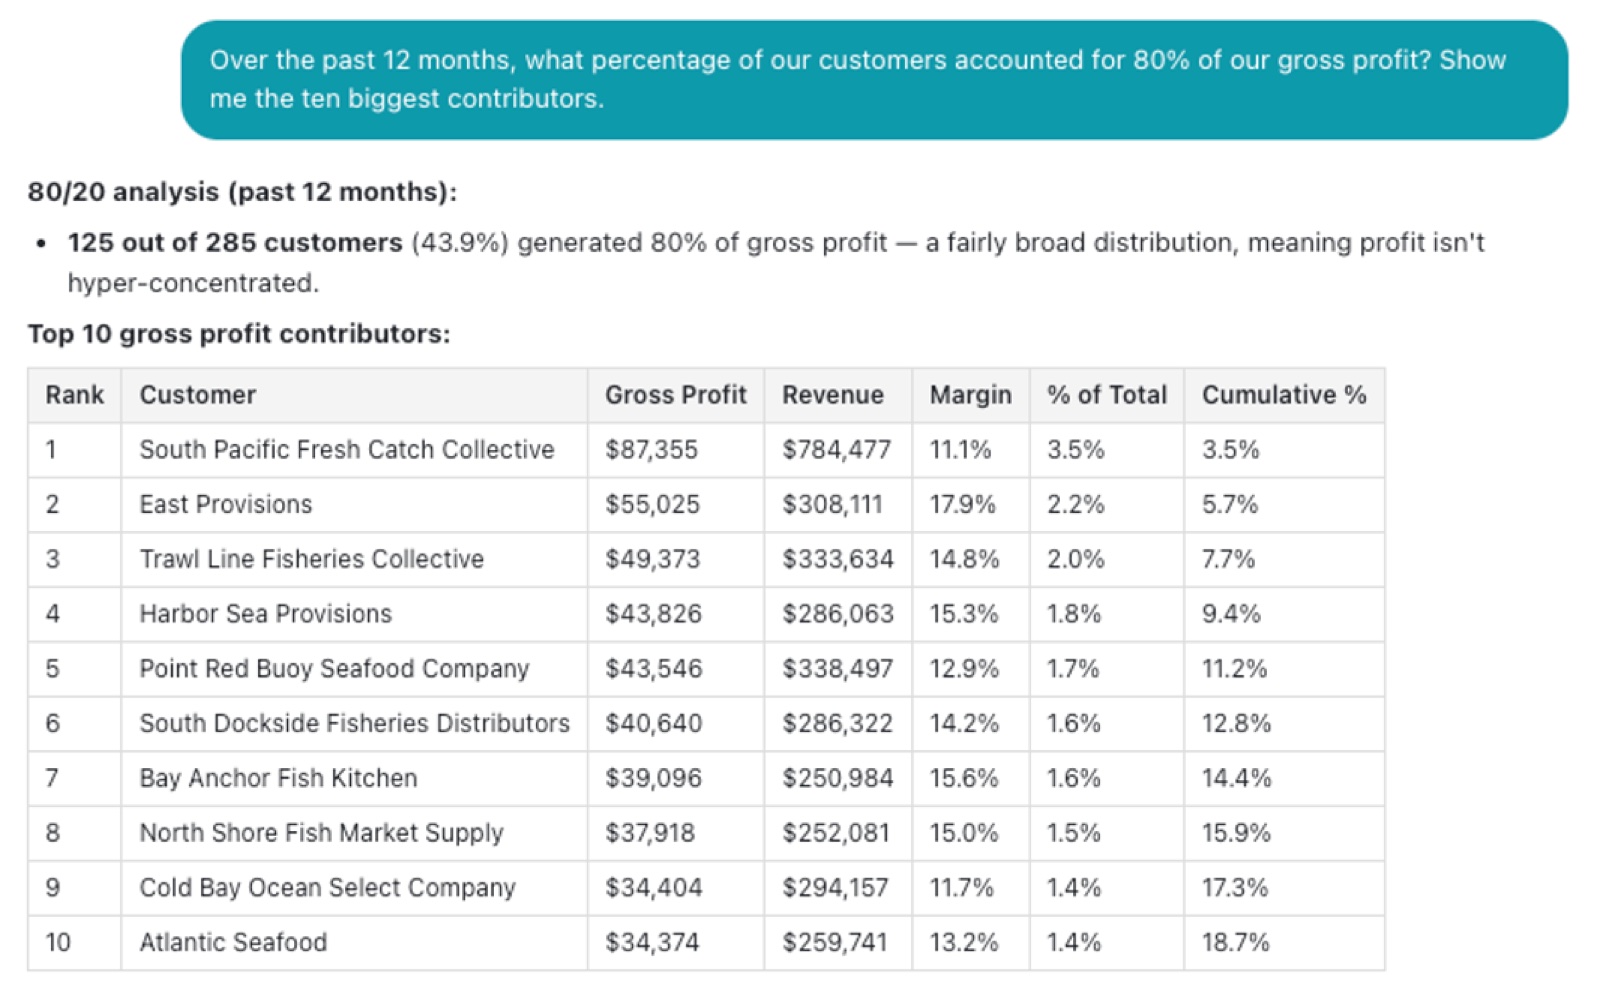 Over the past 12 months, what percentage of our customers accounted for 80% of our gross profit? Show
me the ten biggest contributors.
80/20 analysis (past 12 months):
• 125 out of 285 customers (43.9%) generated 80% of gross profit — a fairly broad distribution, meaning profit isn't
hyper-concentrated.
Top 10 gross profit contributors:
Rank Customer Gross Profit Revenue Margin % of Total Cumulative %
1 South Pacific Fresh Catch Collective $87,355 $784,477 11.1% 3.5% 3.5%
2 East Provisions $55,025 $308,111 17.9% 2.2% 5.7%
3 Trawl Line Fisheries Collective $49,373 $333,634 14.8% 2.0% 7.7%
4 Harbor Sea Provisions $43,826 $286,063 15.3% 1.8% 9.4%
5 Point Red Buoy Seafood Company $43,546 $338,497 12.9% 1.7% 11.2%
6 South Dockside Fisheries Distributors $40,640 $286,322 14.2% 1.6% 12.8%
7 Bay Anchor Fish Kitchen $39,096 $250,984 15.6% 1.6% 14.4%
8 North Shore Fish Market Supply $37,918 $252,081 15.0% 1.5% 15.9%
9 Cold Bay Ocean Select Company $34,404 $294,157 11.7% 1.4% 17.3%
10 Atlantic Seafood $34,374 $259,741 13.2% 1.4% 18.7%